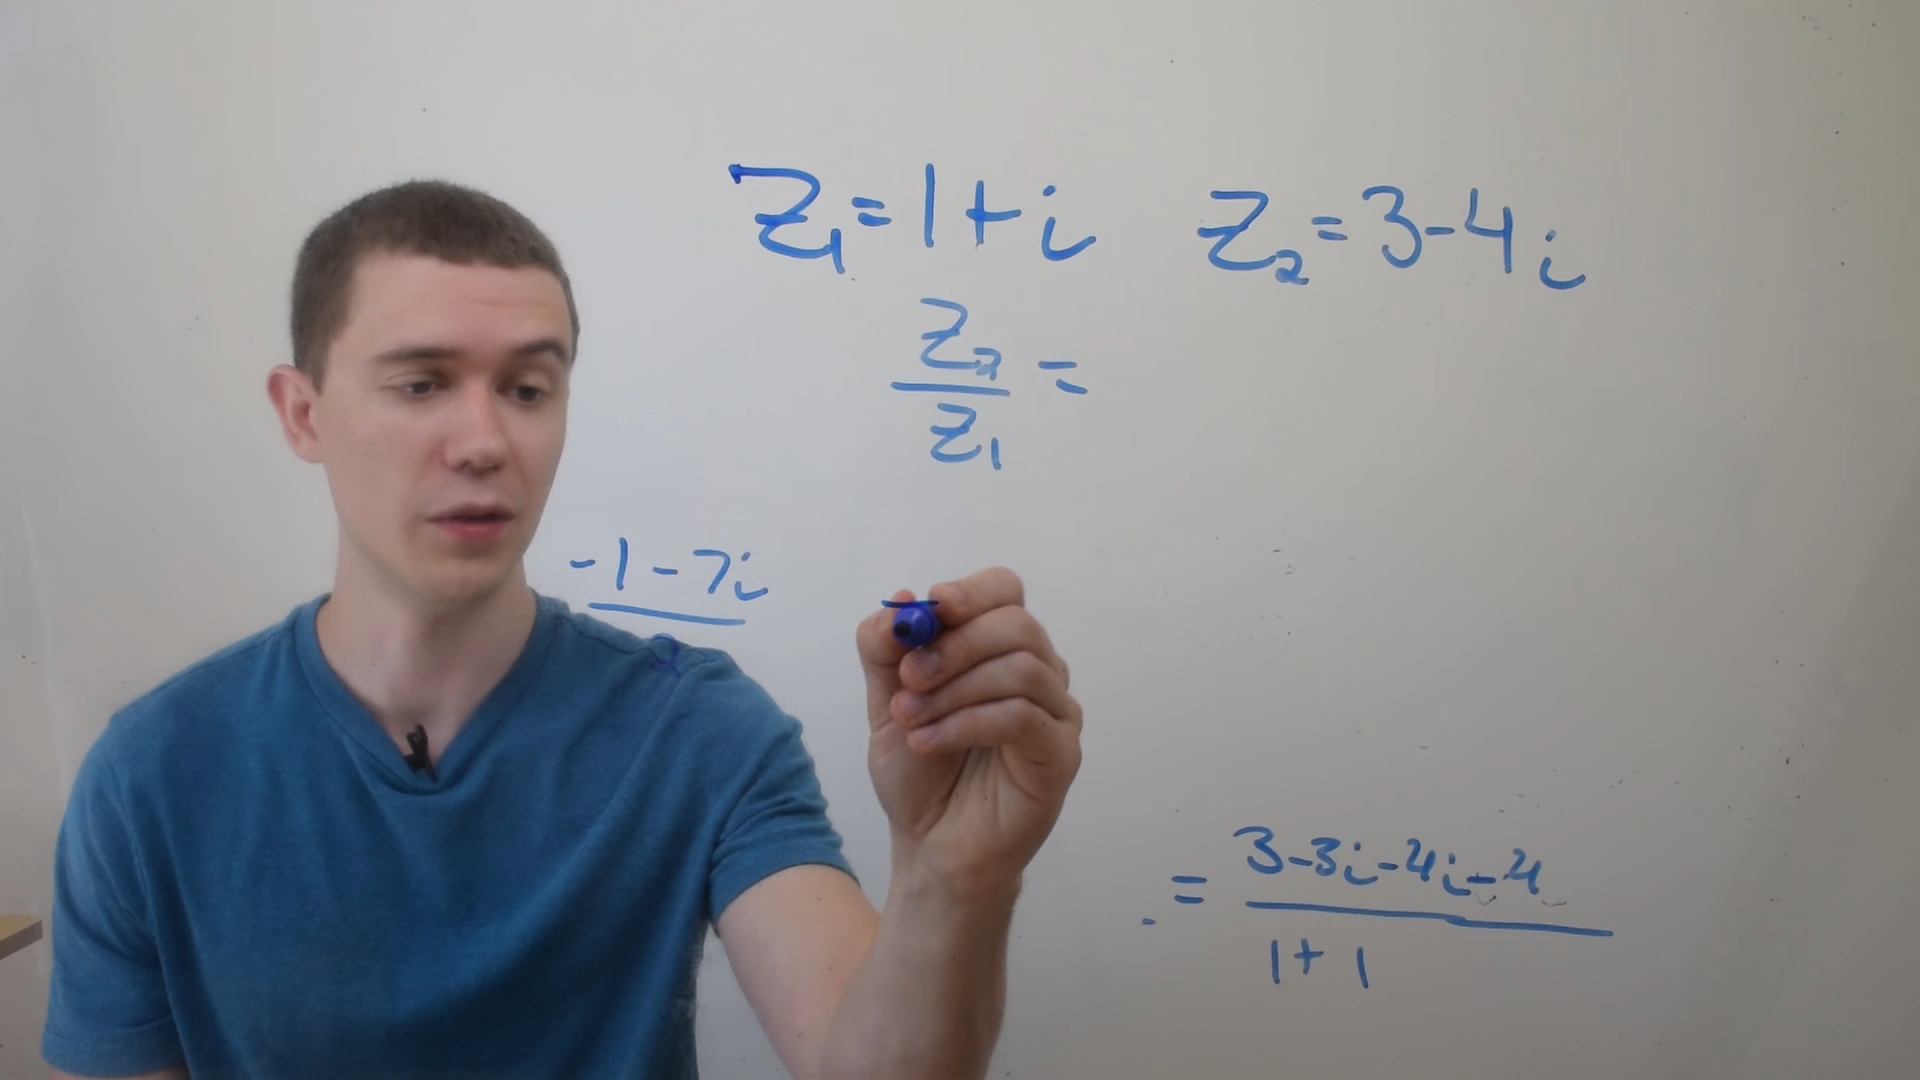 z₁=1+i z₂=3-4i
z₂/z₁ =
-1-7i
2
= 3-3i-4i-4
1+1